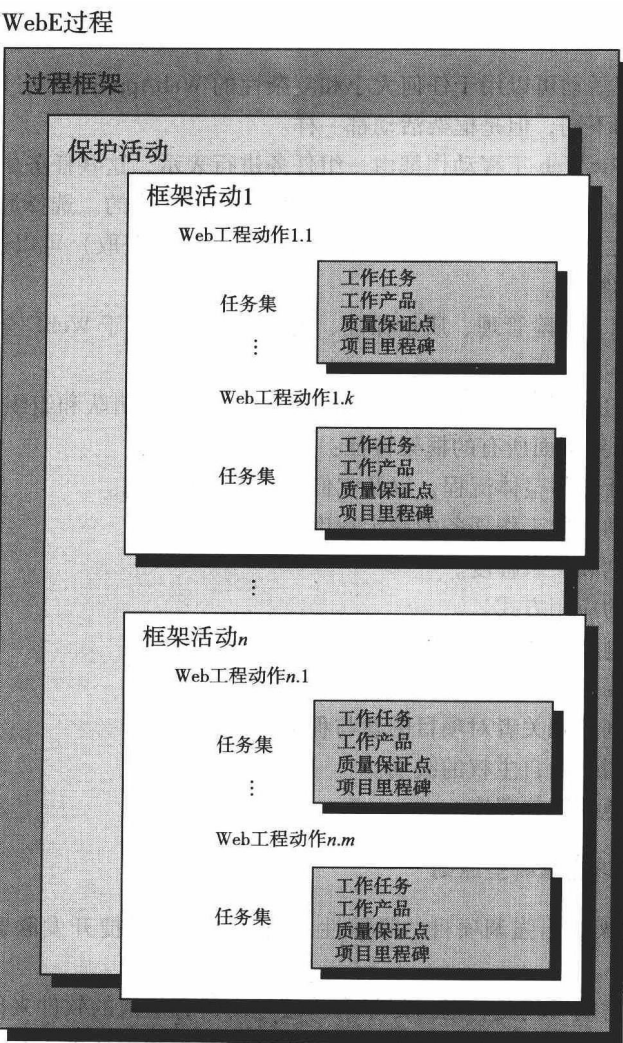 WebE过程
过程框架
保护活动
框架活动1
Web工程动作1.1
任务集
工作任务
工作产品
质量保证点
项目里程碑
⋮
Web工程动作1.k
任务集
工作任务
工作产品
质量保证点
项目里程碑
⋮
框架活动n
Web工程动作n.1
任务集
工作任务
工作产品
质量保证点
项目里程碑
⋮
Web工程动作n.m
任务集
工作任务
工作产品
质量保证点
项目里程碑